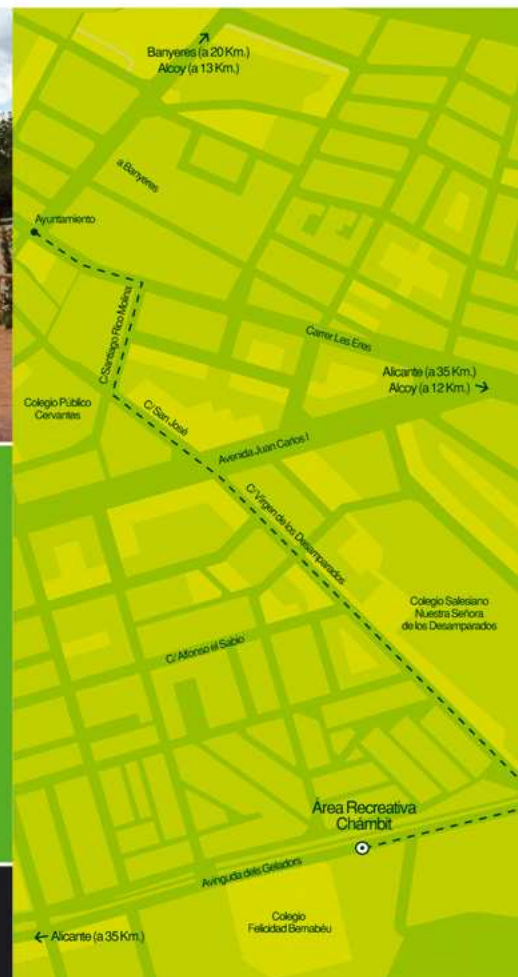 Banyeres (a 20 Km.)
Alcoy (a 13 Km.)
a Banyeres
Ayuntamiento
C/ Santiago Rico Molina
Carrer Les Eres
Alicante (a 35 Km.)
Alcoy (a 12 Km.)
Colegio Público
Cervantes
C/ San José
Avenida Juan Carlos I
C/ Virgen de los Desamparados
Colegio Salesiano
Nuestra Señora
de los Desamparados
C/ Alfonso el Sabio
Área Recreativa
Chámbit
Avinguda dels Geladors
Colegio
Felicidad Bernabéu
Alicante (a 35 Km.)